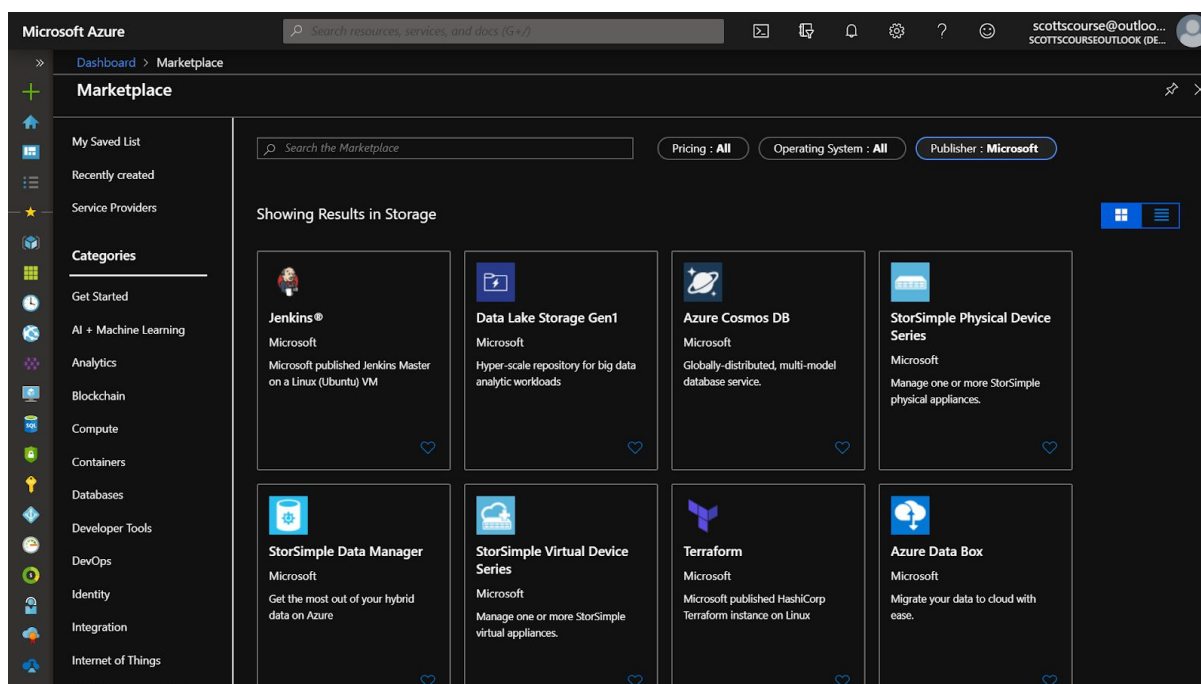 Microsoft Azure
Search resources, services, and docs (G+/)
scottscourse@outloo...
SCOTTSCOURSEOUTLOOK (DE...
Dashboard > Marketplace
Marketplace
My Saved List
Recently created
Service Providers
Categories
Get Started
AI + Machine Learning
Analytics
Blockchain
Compute
Containers
Databases
Developer Tools
DevOps
Identity
Integration
Internet of Things
Search the Marketplace
Pricing : All
Operating System : All
Publisher : Microsoft
Showing Results in Storage
Jenkins®
Microsoft
Microsoft published Jenkins Master
on a Linux (Ubuntu) VM
Data Lake Storage Gen1
Microsoft
Hyper-scale repository for big data
analytic workloads
Azure Cosmos DB
Microsoft
Globally-distributed, multi-model
database service.
StorSimple Physical Device
Series
Microsoft
Manage one or more StorSimple
physical appliances.
StorSimple Data Manager
Microsoft
Get the most out of your hybrid
data on Azure
StorSimple Virtual Device
Series
Microsoft
Manage one or more StorSimple
virtual appliances.
Terraform
Microsoft
Microsoft published HashiCorp
Terraform instance on Linux
Azure Data Box
Microsoft
Migrate your data to cloud with
ease.